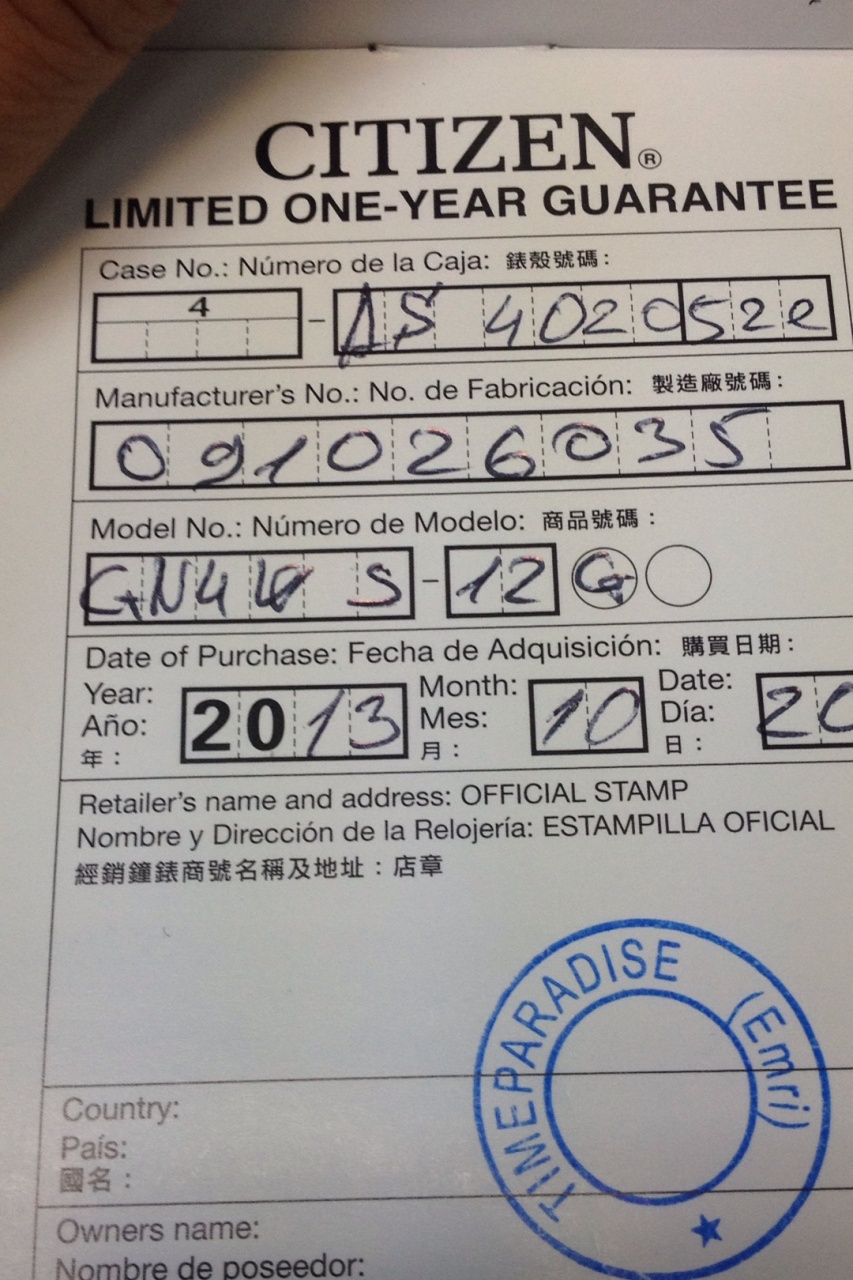 CITIZEN®
LIMITED ONE-YEAR GUARANTEE
Case No.: Número de la Caja: 錶殼號碼:
4 - AS 4020 52e
Manufacturer's No.: No. de Fabricación: 製造廠號碼:
091026035
Model No.: Número de Modelo: 商品號碼:
S - 12 G
Date of Purchase: Fecha de Adquisición: 購買日期:
Year: 2013 Month: 10 Date: 20
Año: Mes: Día:
年: 月: 日:
Retailer's name and address: OFFICIAL STAMP
Nombre y Dirección de la Relojería: ESTAMPILLA OFICIAL
經銷鐘錶商號名稱及地址:店章
TIMEPARADISE (Emri)
Country:
País:
國名:
Owners name:
Nombre de poseedor: